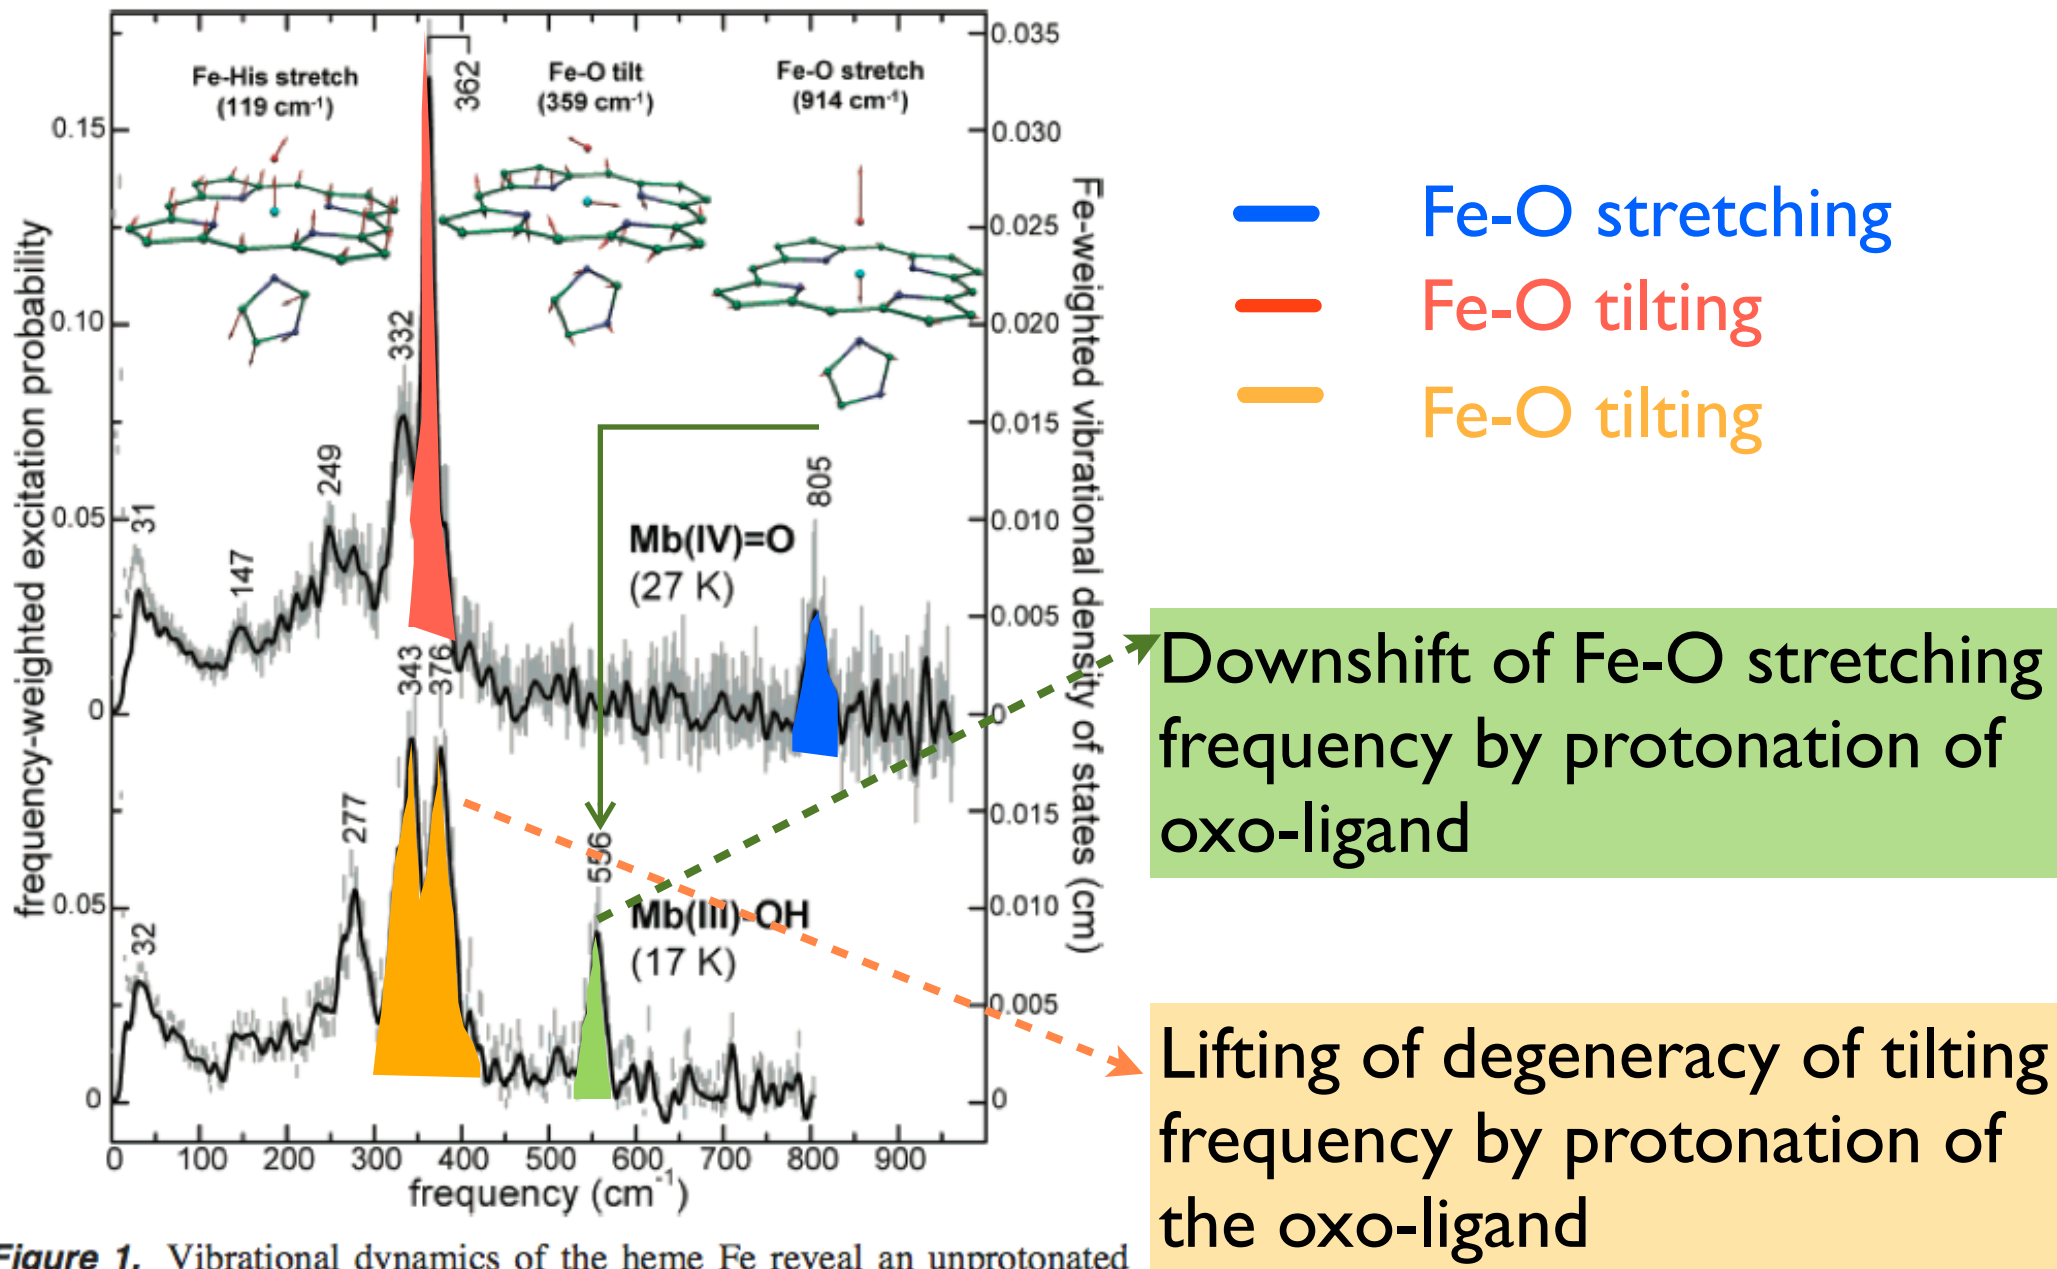 Fe-His stretch
(119 cm⁻¹)
Fe-O tilt
(359 cm⁻¹)
Fe-O stretch
(914 cm⁻¹)
362
332
249
147
31
805
Mb(IV)=O
(27 K)
343
376
277
32
556
Mb(III)-OH
(17 K)
frequency-weighted excitation probability
0.15
0.10
0.05
0
0.05
0
Fe-weighted vibrational density of states (cm)
0.035
0.030
0.025
0.020
0.015
0.010
0.005
0
0.015
0.010
0.005
0
0 100 200 300 400 500 600 700 800 900
frequency (cm⁻¹)
Figure 1. Vibrational dynamics of the heme Fe reveal an unprotonated
Fe-O stretching
Fe-O tilting
Fe-O tilting
Downshift of Fe-O stretching
frequency by protonation of
oxo-ligand
Lifting of degeneracy of tilting
frequency by protonation of
the oxo-ligand